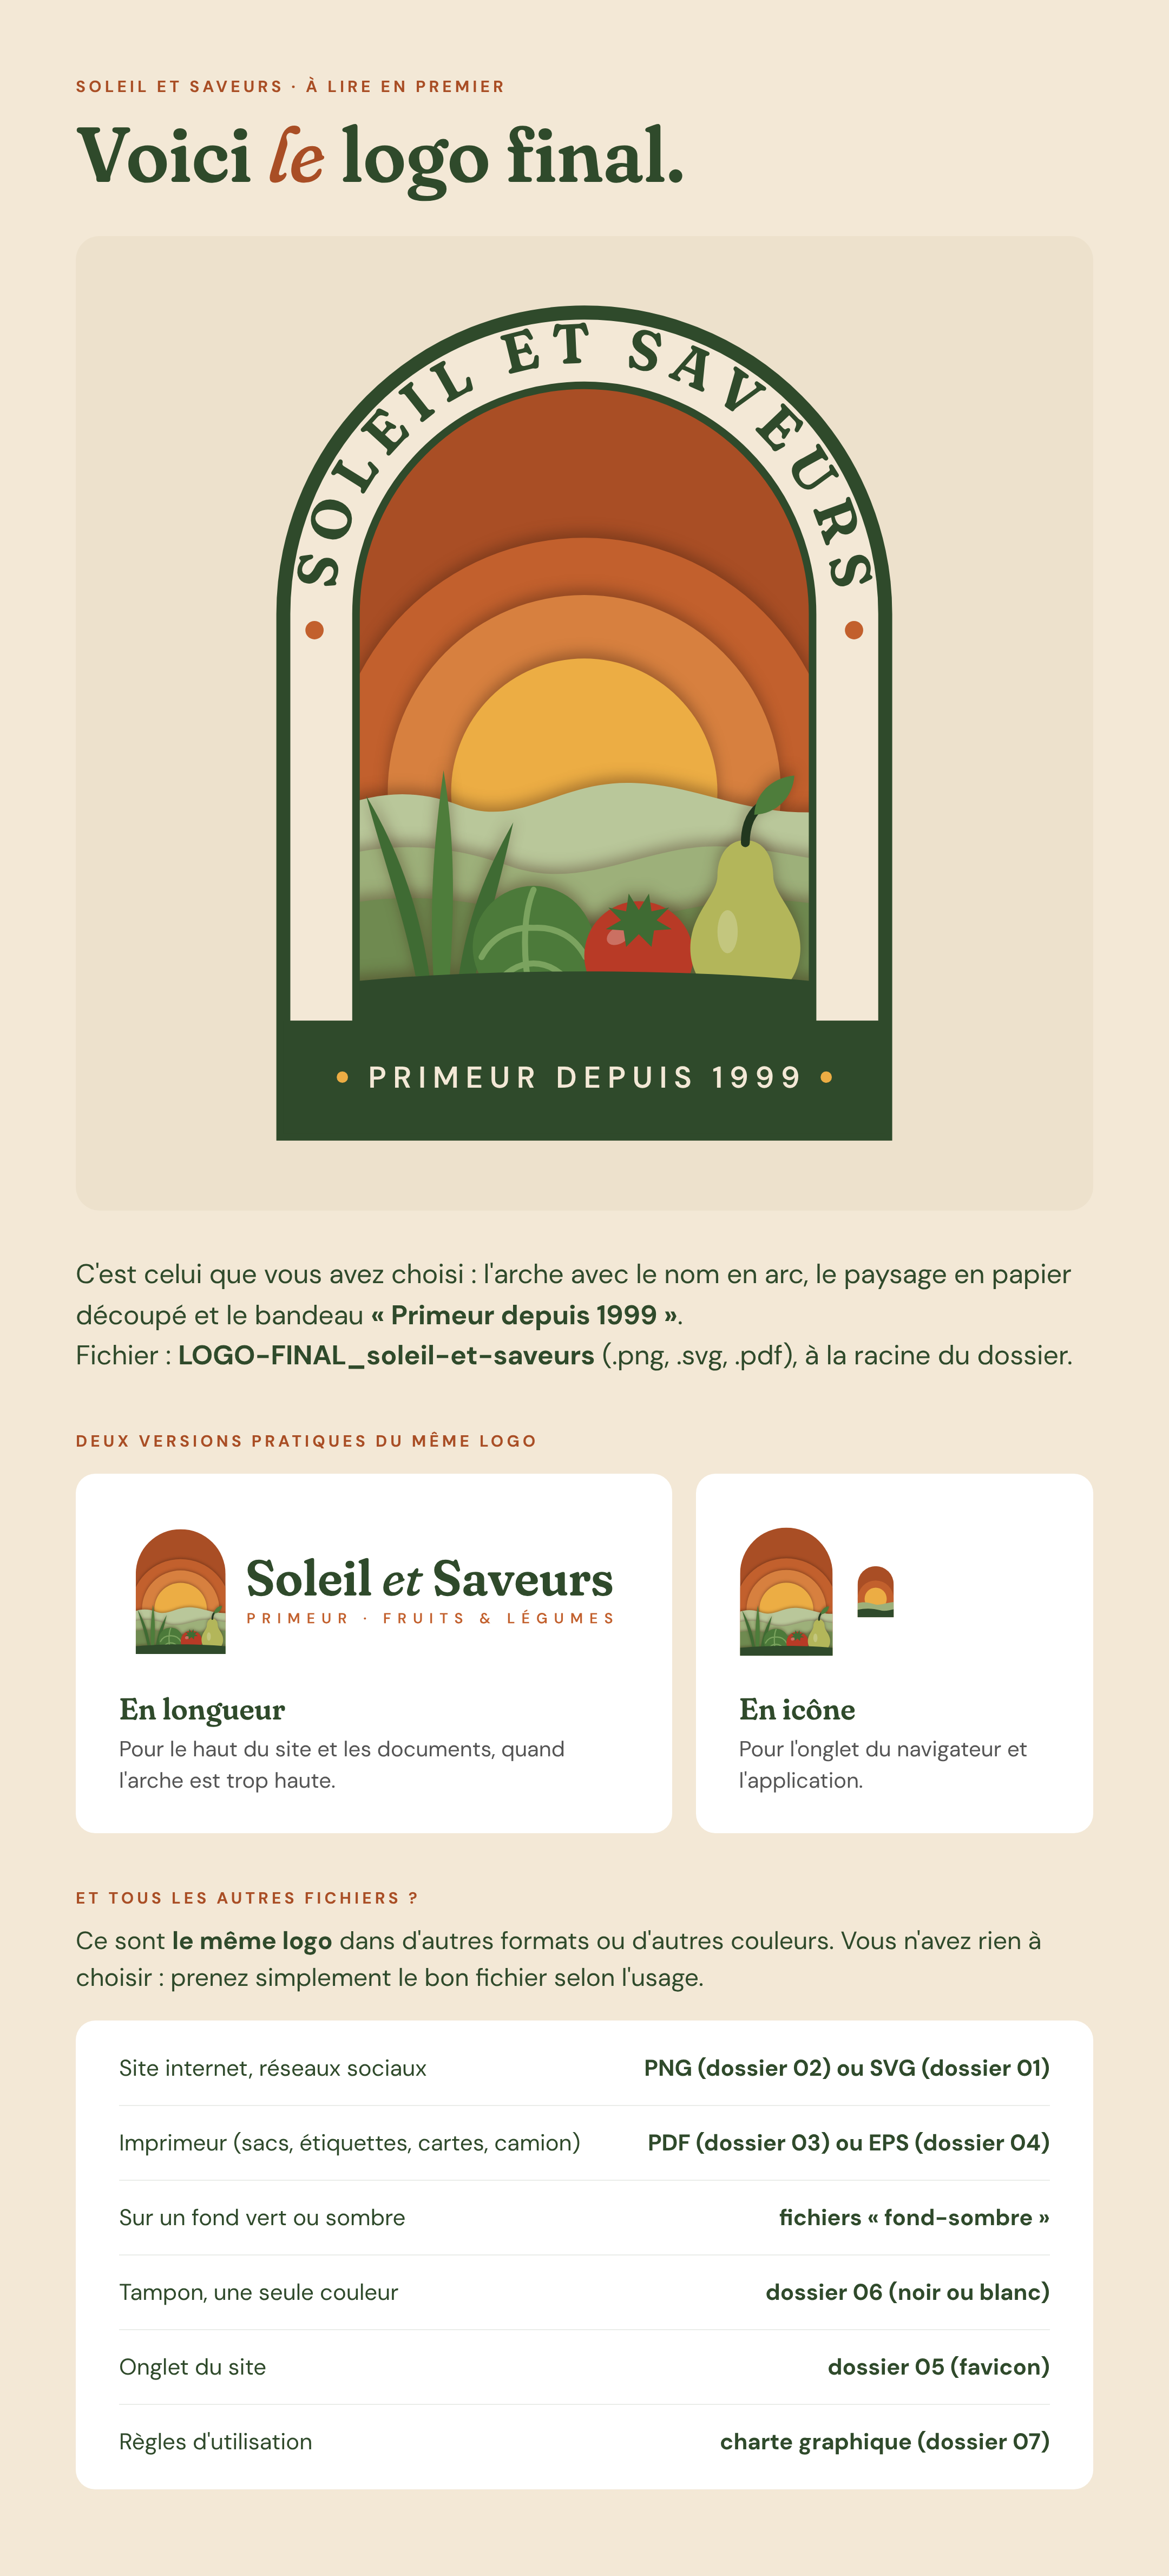 SOLEIL ET SAVEURS · À LIRE EN PREMIER
Voici le logo final.
SOLEIL ET SAVEURS
• PRIMEUR DEPUIS 1999 •
C'est celui que vous avez choisi : l'arche avec le nom en arc, le paysage en papier
découpé et le bandeau « Primeur depuis 1999 ».
Fichier : LOGO-FINAL_soleil-et-saveurs (.png, .svg, .pdf), à la racine du dossier.
DEUX VERSIONS PRATIQUES DU MÊME LOGO
Soleil et Saveurs
PRIMEUR · FRUITS & LÉGUMES
En longueur
Pour le haut du site et les documents, quand
l'arche est trop haute.
En icône
Pour l'onglet du navigateur et
l'application.
ET TOUS LES AUTRES FICHIERS ?
Ce sont le même logo dans d'autres formats ou d'autres couleurs. Vous n'avez rien à
choisir : prenez simplement le bon fichier selon l'usage.
Site internet, réseaux sociaux PNG (dossier 02) ou SVG (dossier 01)
Imprimeur (sacs, étiquettes, cartes, camion) PDF (dossier 03) ou EPS (dossier 04)
Sur un fond vert ou sombre fichiers « fond-sombre »
Tampon, une seule couleur dossier 06 (noir ou blanc)
Onglet du site dossier 05 (favicon)
Règles d'utilisation charte graphique (dossier 07)